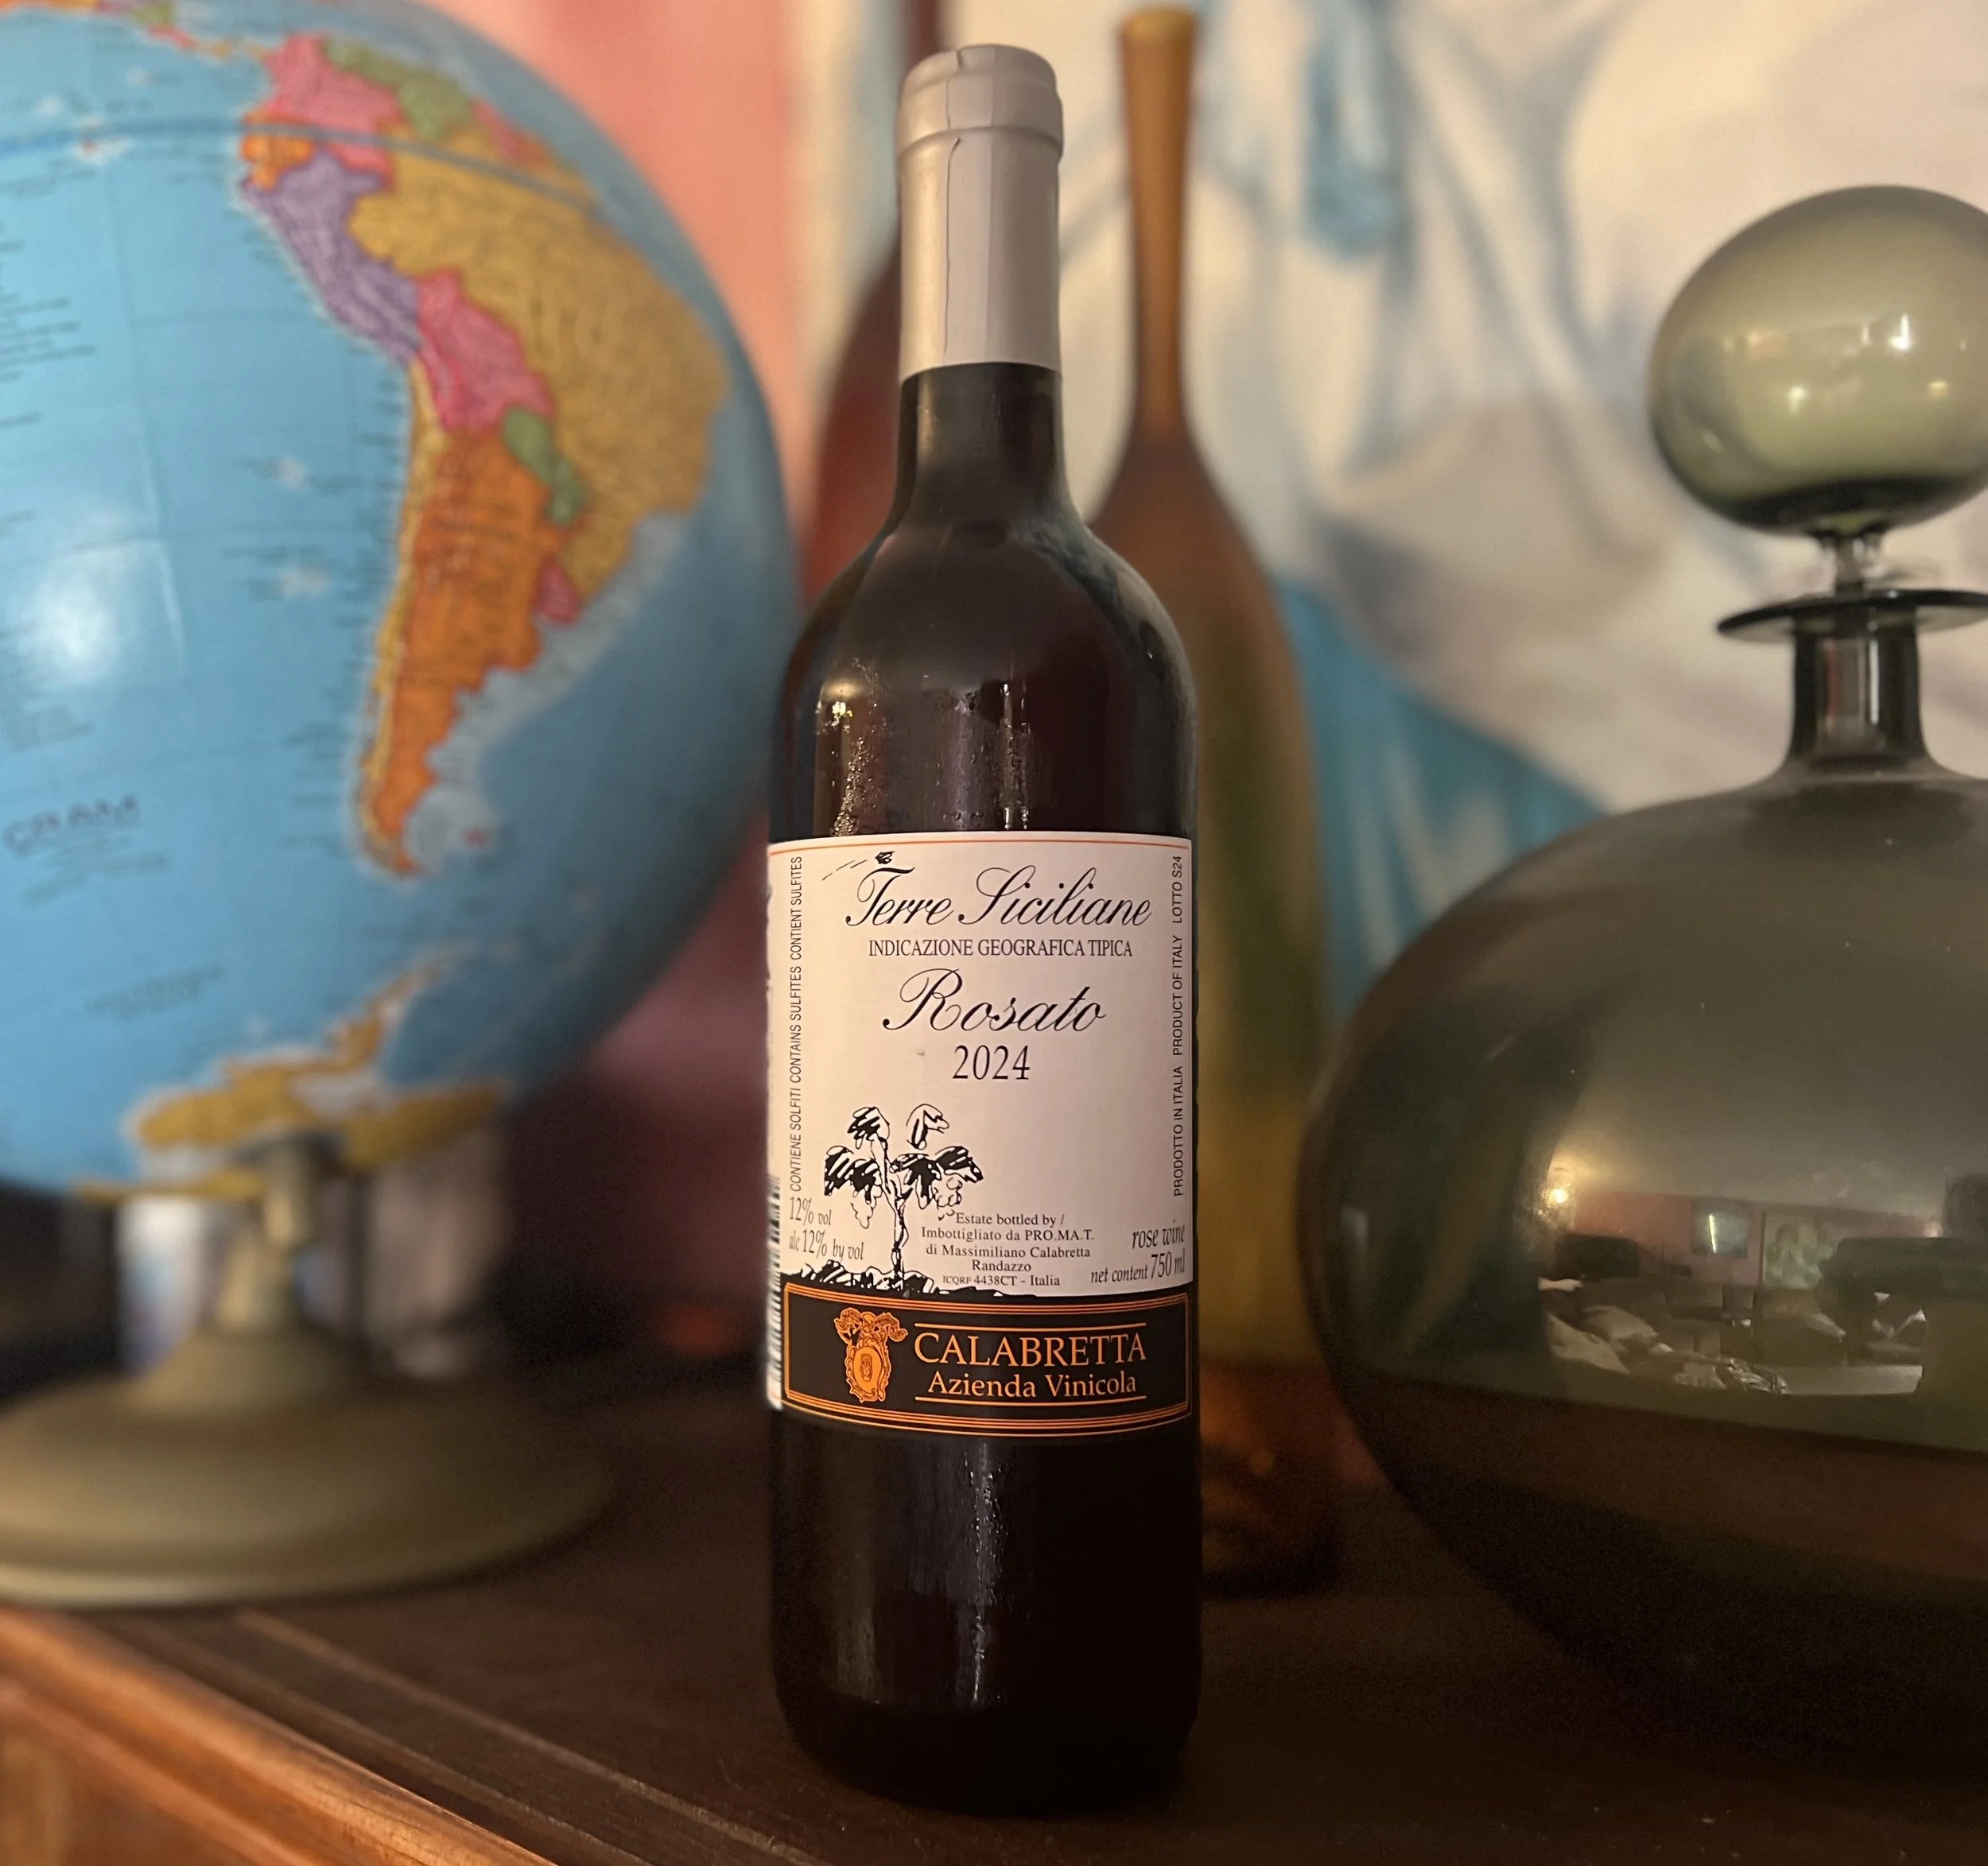 Terre Siciliane
INDICAZIONE GEOGRAFICA TIPICA
Rosato
2024
CONTIENE SOLFITI CONTAINS SULFITES CONTIENT SULFITES
PRODOTTO IN ITALIA PRODUCT OF ITALY LOTTO S24
12% vol
alc 12% by vol
Estate bottled by /
Imbottigliato da PRO.MA.T.
di Massimiliano Calabretta
Randazzo
ICQRF 4438CT - Italia
rose wine
net content 750 ml
CALABRETTA
Azienda Vinicola
CRAM